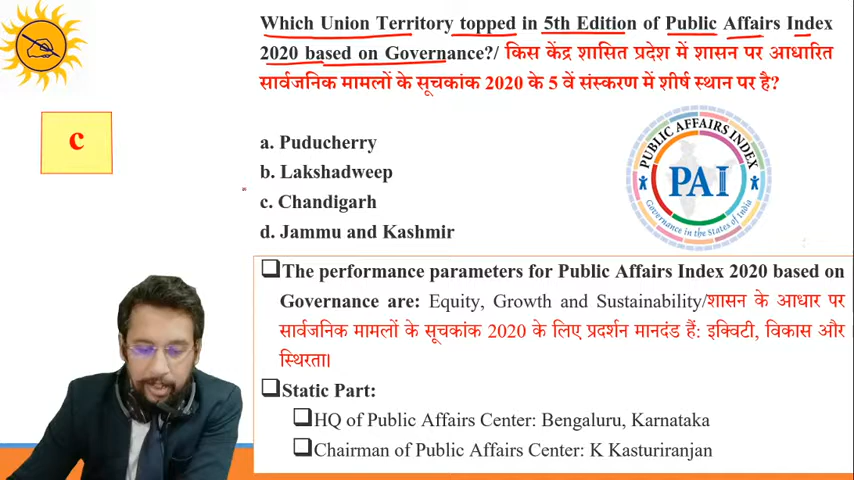 Which Union Territory topped in 5th Edition of Public Affairs Index
2020 based on Governance?/ किस केंद्र शासित प्रदेश में शासन पर आधारित
सार्वजनिक मामलों के सूचकांक 2020 के 5 वें संस्करण में शीर्ष स्थान पर है?
c
a. Puducherry
b. Lakshadweep
c. Chandigarh
d. Jammu and Kashmir
PUBLIC AFFAIRS INDEX
PAI
Governance in the States of India
The performance parameters for Public Affairs Index 2020 based on
Governance are: Equity, Growth and Sustainability/शासन के आधार पर
सार्वजनिक मामलों के सूचकांक 2020 के लिए प्रदर्शन मानदंड हैं: इक्विटी, विकास और
स्थिरता।
Static Part:
HQ of Public Affairs Center: Bengaluru, Karnataka
Chairman of Public Affairs Center: K Kasturiranjan